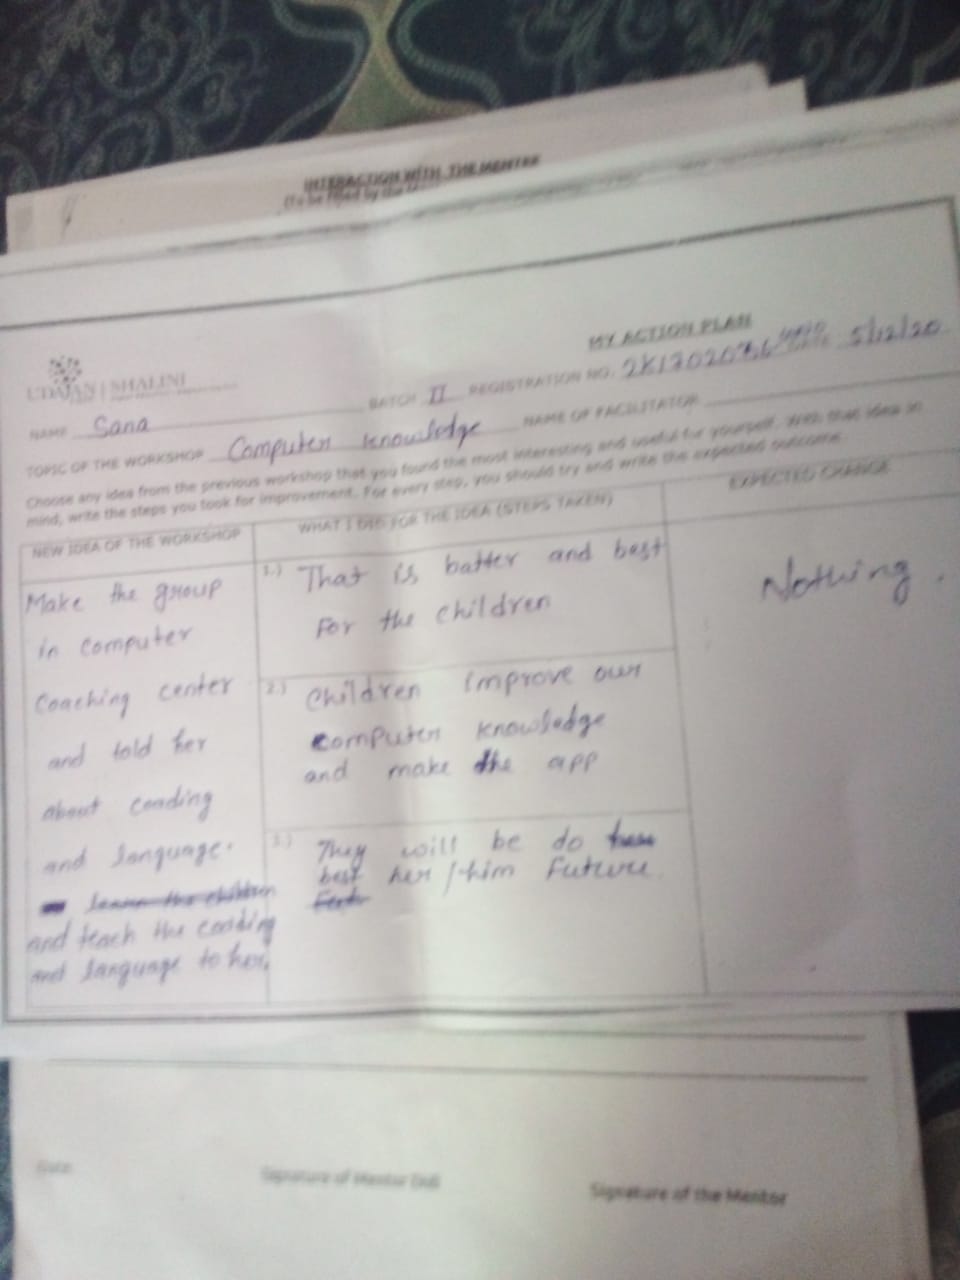 INTERACTION WITH THE MENTEE
(To be filled by the
MY ACTION PLAN
UDAYAN | SHALINI
NAME Sana BATCH II REGISTRATION NO. 5/12/20
TOPIC OF THE WORKSHOP Computer knowledge NAME OF FACILITATOR
Choose any idea from the previous workshop that you found the most interesting and useful for yourself. With that idea in
mind, write the steps you took for improvement. For every step, you should try and write the expected outcome.
NEW IDEA OF THE WORKSHOP
WHAT I DID FOR THE IDEA (STEPS TAKEN)
EXPECTED CHANGE
Make the group
in computer
Coaching center
and told her
about coading
and language.
learn the children
and teach the coading
and language to her.
1.) That is batter and best
For the children
2.) Children improve our
computer knowledge
and make the app
3.) They will be do
best her / him Future.
Nothing.
Date
Signature of Mentor Didi
Signature of the Mentor